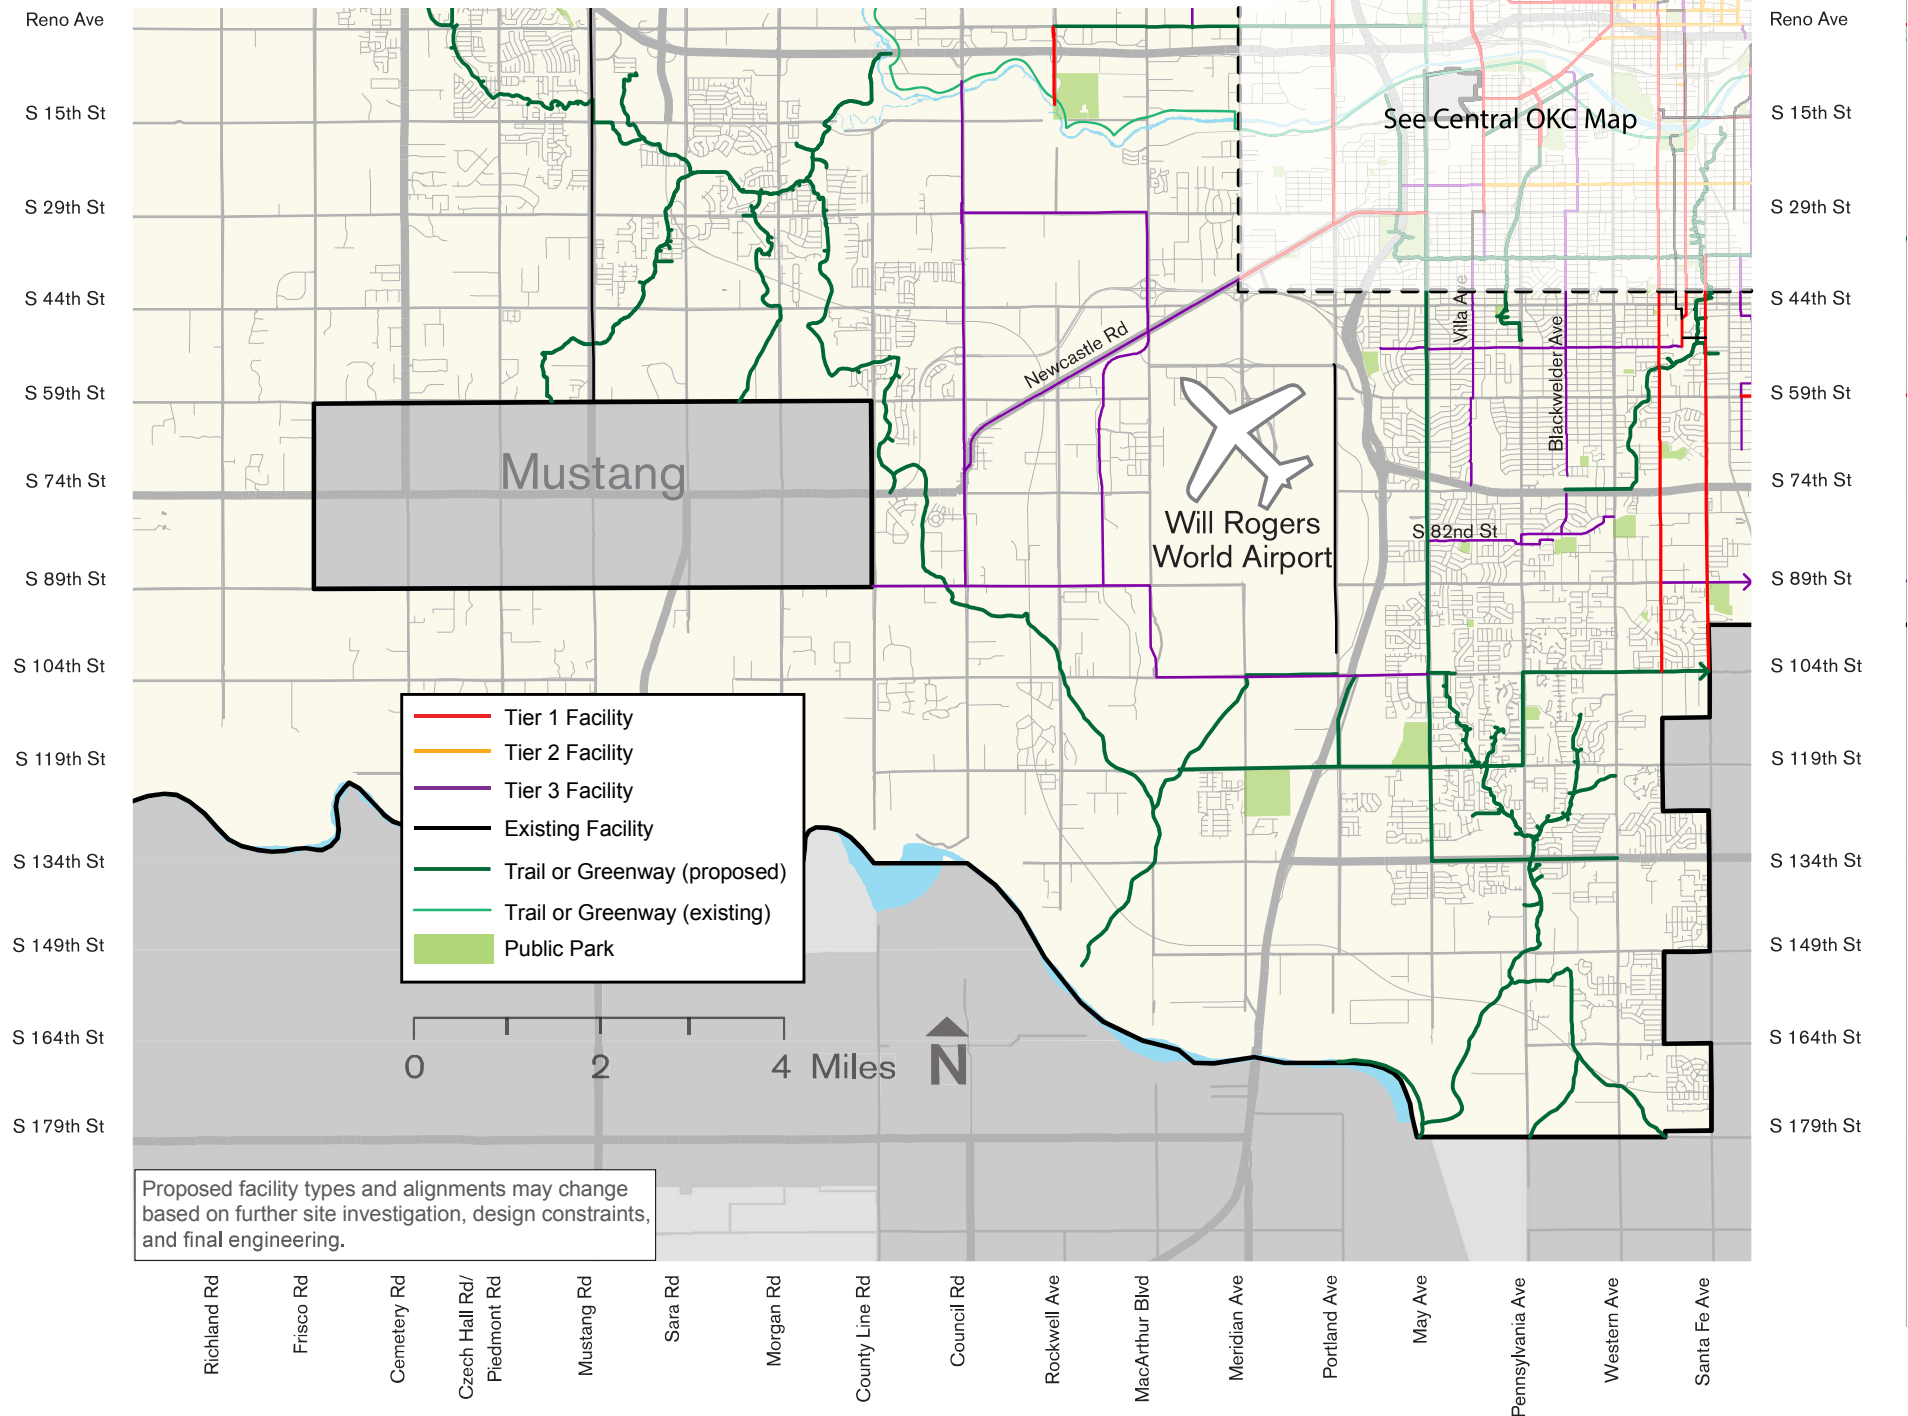 Reno Ave
S 15th St
S 29th St
S 44th St
S 59th St
S 74th St
S 89th St
S 104th St
S 119th St
S 134th St
S 149th St
S 164th St
S 179th St
See Central OKC Map
Newcastle Rd
Villa Ave
Blackwelder Ave
Mustang
Will Rogers
World Airport
S 82nd St
Tier 1 Facility
Tier 2 Facility
Tier 3 Facility
Existing Facility
Trail or Greenway (proposed)
Trail or Greenway (existing)
Public Park
0 2 4 Miles
N
Proposed facility types and alignments may change
based on further site investigation, design constraints,
and final engineering.
Reno Ave
S 15th St
S 29th St
S 44th St
S 59th St
S 74th St
S 89th St
S 104th St
S 119th St
S 134th St
S 149th St
S 164th St
S 179th St
Richland Rd
Frisco Rd
Cemetery Rd
Czech Hall Rd/
Piedmont Rd
Mustang Rd
Sara Rd
Morgan Rd
County Line Rd
Council Rd
Rockwell Ave
MacArthur Blvd
Meridian Ave
Portland Ave
May Ave
Pennsylvania Ave
Western Ave
Santa Fe Ave